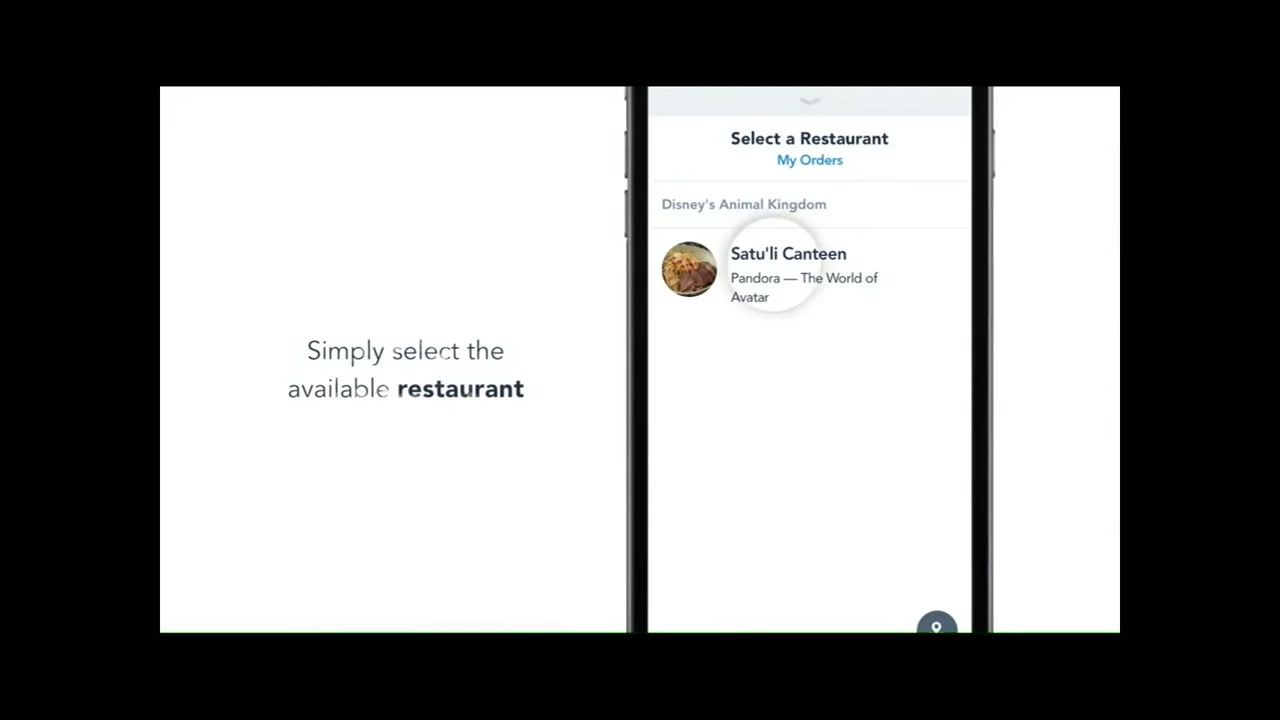 Simply select the
available restaurant
Select a Restaurant
My Orders
Disney's Animal Kingdom
Satu'li Canteen
Pandora — The World of
Avatar